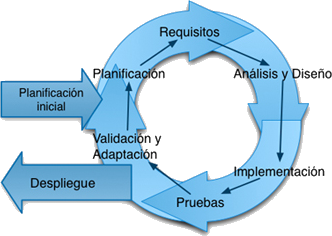 Requisitos
Planificación
Análisis y Diseño
Planificación
inicial
Validación y
Adaptación
Implementación
Despliegue
Pruebas